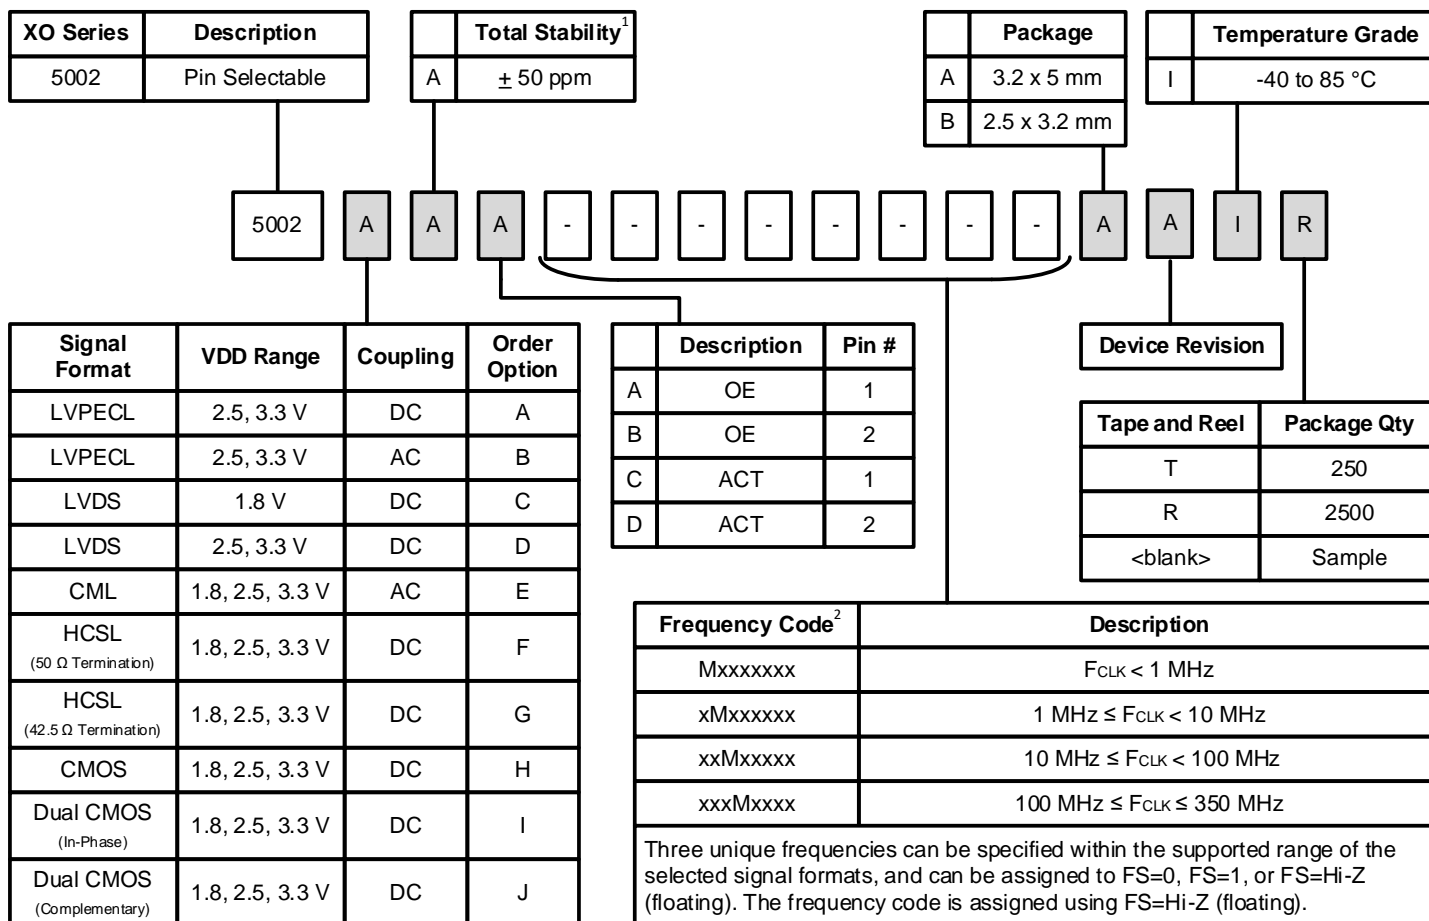 XO Series Description
5002 Pin Selectable
Total Stability1
A ± 50 ppm
Package
A 3.2 x 5 mm
B 2.5 x 3.2 mm
Temperature Grade
I -40 to 85 °C
5002 A A A - - - - - - - - A A I R
Signal Format VDD Range Coupling Order Option
LVPECL 2.5, 3.3 V DC A
LVPECL 2.5, 3.3 V AC B
LVDS 1.8 V DC C
LVDS 2.5, 3.3 V DC D
CML 1.8, 2.5, 3.3 V AC E
HCSL (50 Ω Termination) 1.8, 2.5, 3.3 V DC F
HCSL (42.5 Ω Termination) 1.8, 2.5, 3.3 V DC G
CMOS 1.8, 2.5, 3.3 V DC H
Dual CMOS (In-Phase) 1.8, 2.5, 3.3 V DC I
Dual CMOS (Complementary) 1.8, 2.5, 3.3 V DC J
Description Pin #
A OE 1
B OE 2
C ACT 1
D ACT 2
Device Revision
Tape and Reel Package Qty
T 250
R 2500
<blank> Sample
Frequency Code2 Description
Mxxxxxxx FCLK < 1 MHz
xMxxxxxx 1 MHz ≤ FCLK < 10 MHz
xxMxxxxx 10 MHz ≤ FCLK < 100 MHz
xxxMxxxx 100 MHz ≤ FCLK ≤ 350 MHz
Three unique frequencies can be specified within the supported range of the
selected signal formats, and can be assigned to FS=0, FS=1, or FS=Hi-Z
(floating). The frequency code is assigned using FS=Hi-Z (floating).